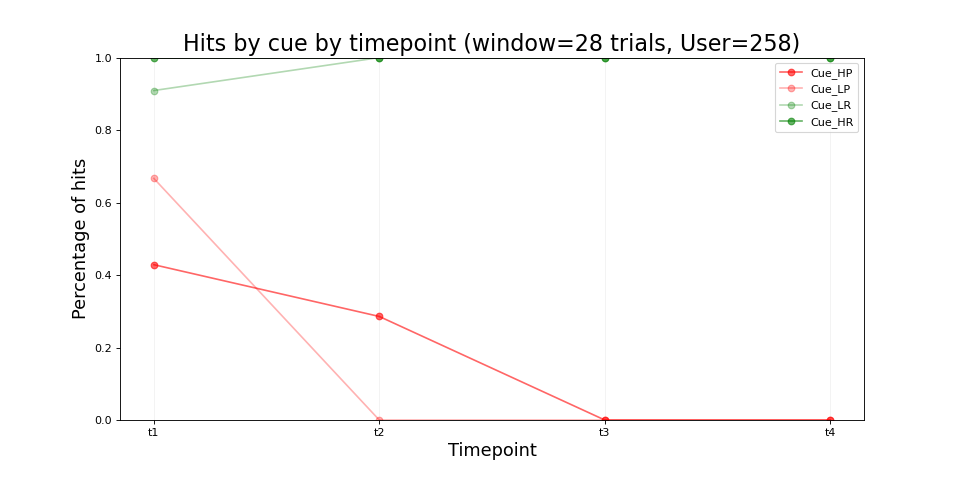 Hits by cue by timepoint (window=28 trials, User=258)
Percentage of hits
1.0
0.8
0.6
0.4
0.2
0.0
Cue_HP
Cue_LP
Cue_LR
Cue_HR
t1
t2
t3
t4
Timepoint